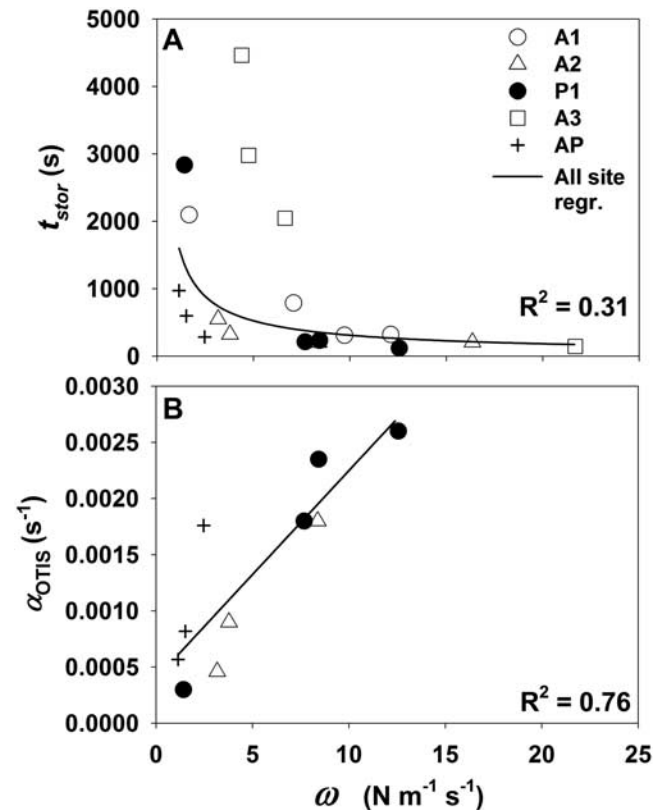 A
5000
4000
3000
2000
1000
0
t_stor (s)
A1
A2
P1
A3
AP
All site
regr.
R² = 0.31
B
0.0030
0.0025
0.0020
0.0015
0.0010
0.0005
0.0000
α_OTIS (s⁻¹)
R² = 0.76
0 5 10 15 20 25
ω (N m⁻¹ s⁻¹)